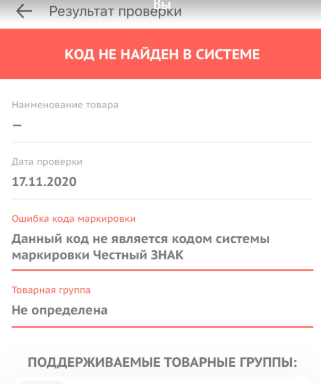 Вы
Результат проверки
КОД НЕ НАЙДЕН В СИСТЕМЕ
Наименование товара
—
Дата проверки
17.11.2020
Ошибка кода маркировки
Данный код не является кодом системы
маркировки Честный ЗНАК
Товарная группа
Не определена
ПОДДЕРЖИВАЕМЫЕ ТОВАРНЫЕ ГРУППЫ: